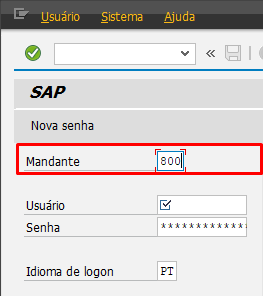 Usuário Sistema Ajuda
SAP
Nova senha
Mandante 800
Usuário
Senha *************
Idioma de logon PT